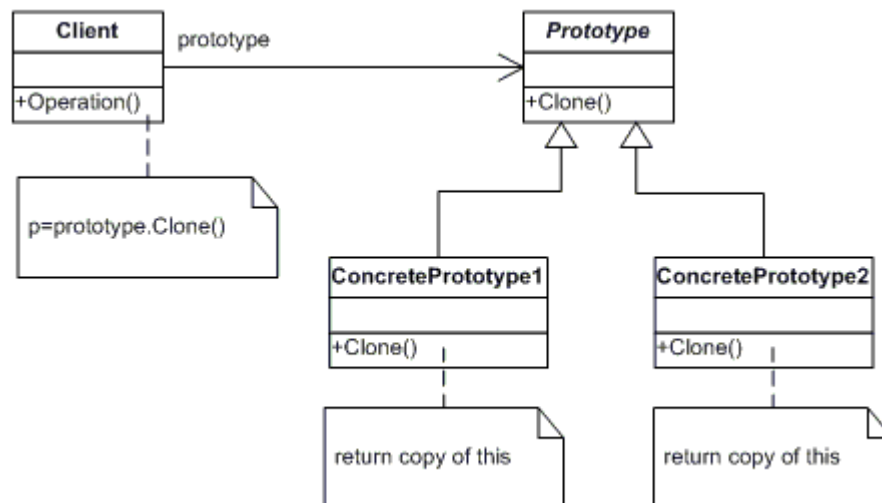 Client
prototype
Prototype
+Operation()
+Clone()
p=prototype.Clone()
ConcretePrototype1
ConcretePrototype2
+Clone()
+Clone()
return copy of this
return copy of this